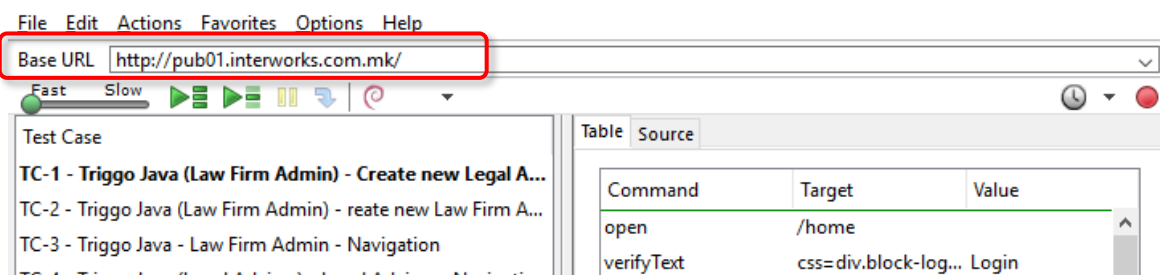 File Edit Actions Favorites Options Help
Base URL http://pub01.interworks.com.mk/
Fast Slow
Test Case
TC-1 - Triggo Java (Law Firm Admin) - Create new Legal A...
TC-2 - Triggo Java (Law Firm Admin) - reate new Law Firm A...
TC-3 - Triggo Java - Law Firm Admin - Navigation
Table Source
Command Target Value
open /home
verifyText css=div.block-log... Login